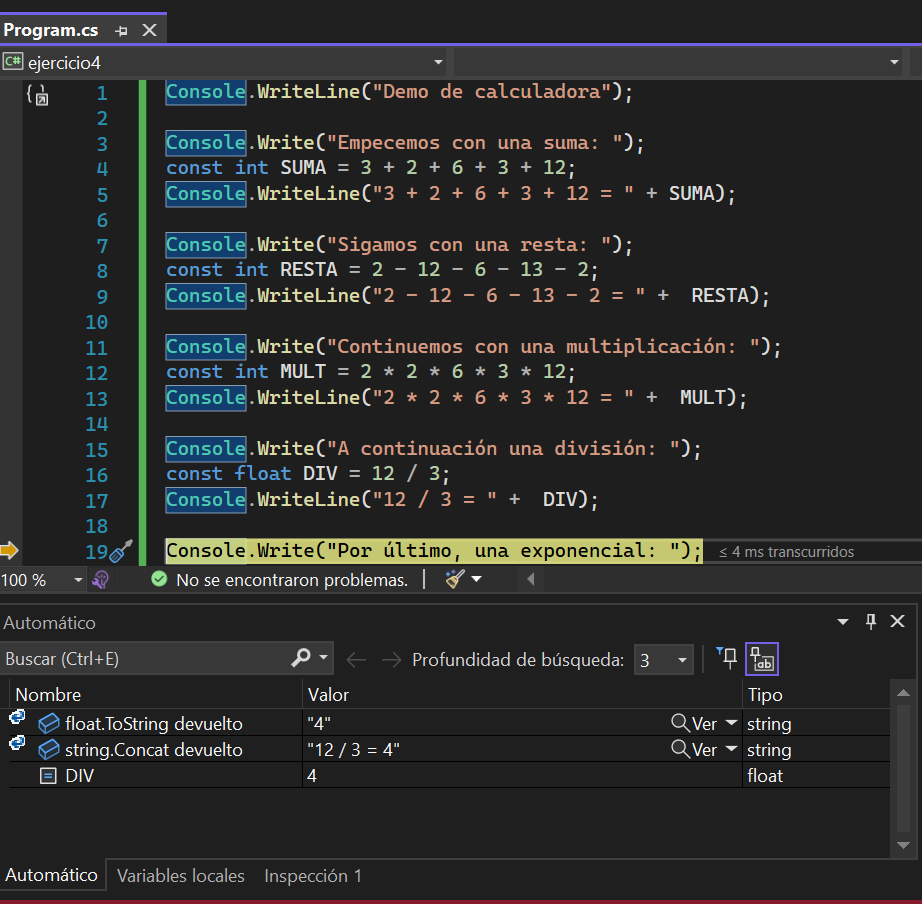 Program.cs
C# ejercicio4
1 Console.WriteLine("Demo de calculadora");
2
3 Console.Write("Empecemos con una suma: ");
4 const int SUMA = 3 + 2 + 6 + 3 + 12;
5 Console.WriteLine("3 + 2 + 6 + 3 + 12 = " + SUMA);
6
7 Console.Write("Sigamos con una resta: ");
8 const int RESTA = 2 - 12 - 6 - 13 - 2;
9 Console.WriteLine("2 - 12 - 6 - 13 - 2 = " +  RESTA);
10
11 Console.Write("Continuemos con una multiplicación: ");
12 const int MULT = 2 * 2 * 6 * 3 * 12;
13 Console.WriteLine("2 * 2 * 6 * 3 * 12 = " +  MULT);
14
15 Console.Write("A continuación una división: ");
16 const float DIV = 12 / 3;
17 Console.WriteLine("12 / 3 = " +  DIV);
18
19 Console.Write("Por último, una exponencial: "); ≤ 4 ms transcurridos
100 % No se encontraron problemas.
Automático
Buscar (Ctrl+E) Profundidad de búsqueda: 3
Nombre Valor Tipo
float.ToString devuelto "4" Ver string
string.Concat devuelto "12 / 3 = 4" Ver string
DIV 4 float
Automático Variables locales Inspección 1